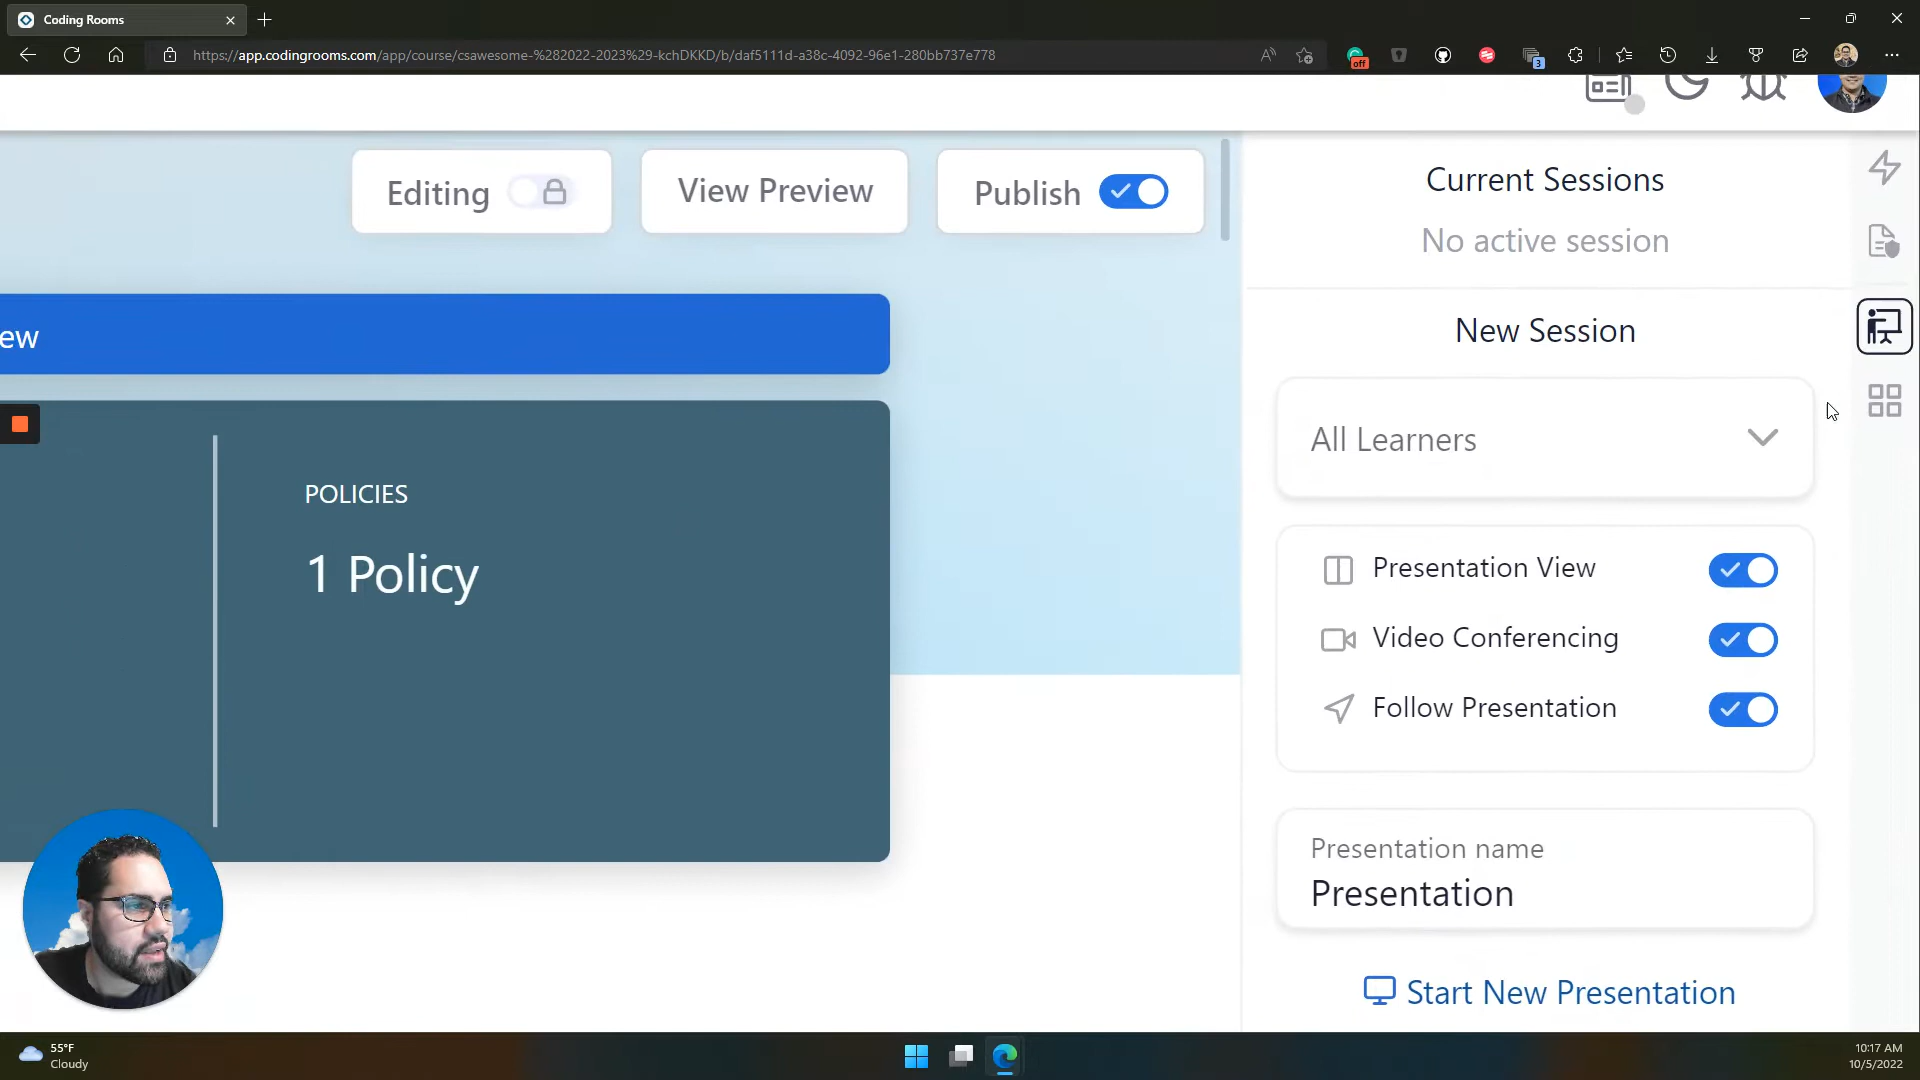 Coding Rooms
https://app.codingrooms.com/app/course/csawesome-%282022-2023%29-kchDKKD/b/daf5111d-a38c-4092-96e1-280bb737e778
off
3
Editing
View Preview
Publish
ew
POLICIES
1 Policy
Current Sessions
No active session
New Session
All Learners
Presentation View
Video Conferencing
Follow Presentation
Presentation name
Presentation
Start New Presentation
55°F
Cloudy
10:17 AM
10/5/2022